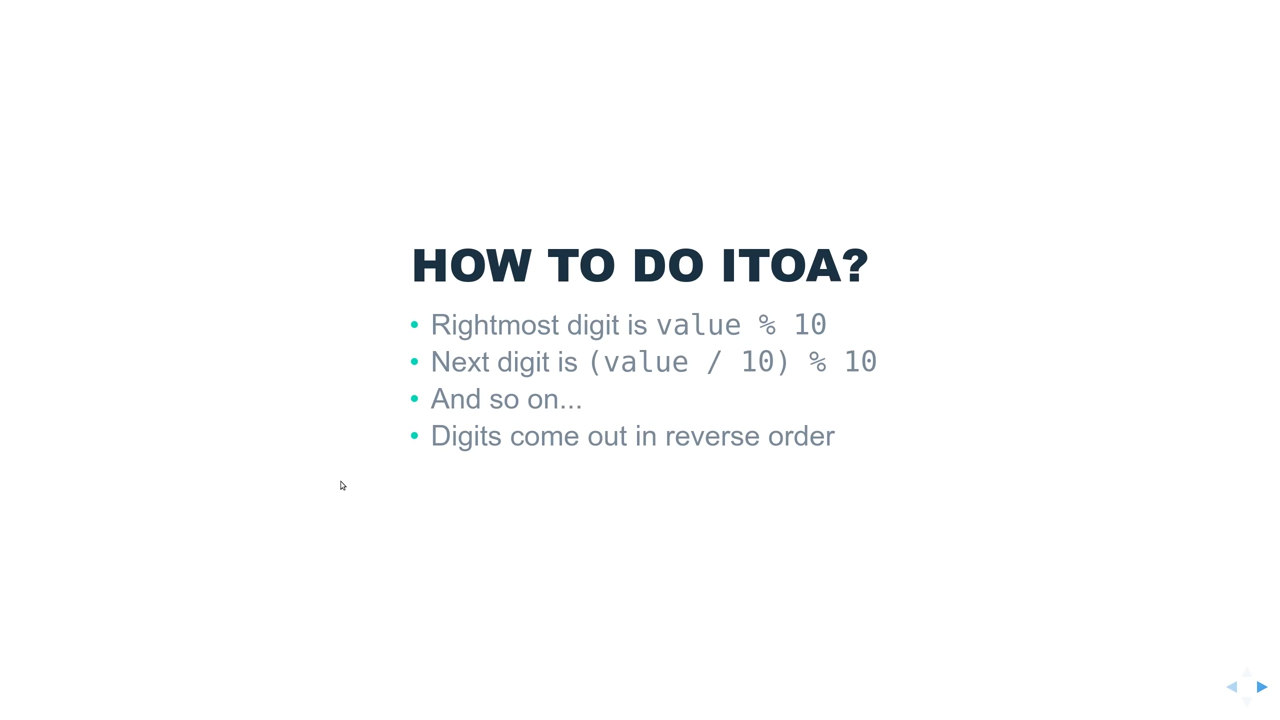 HOW TO DO ITOA?
• Rightmost digit is value % 10
• Next digit is (value / 10) % 10
• And so on...
• Digits come out in reverse order